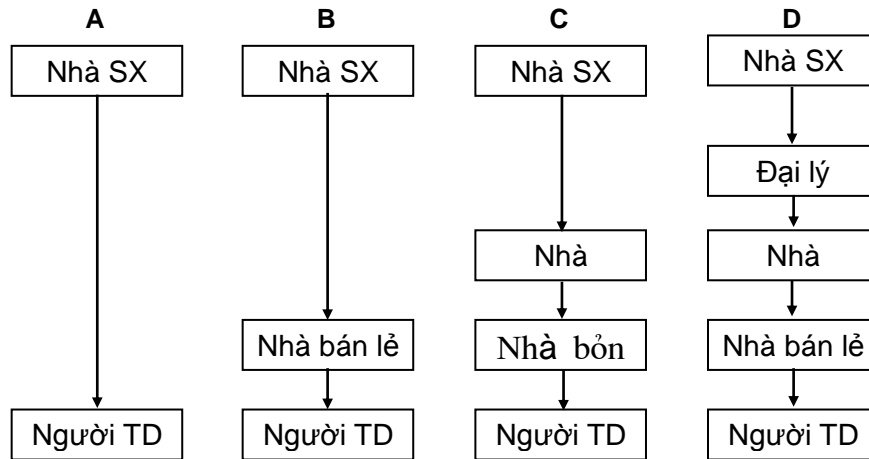 A
B
C
D
Nhà SX
Nhà SX
Nhà SX
Nhà SX
Đại lý
Nhà
Nhà
Nhà bán lẻ
Nhà bỏn
Nhà bán lẻ
Người TD
Người TD
Người TD
Người TD